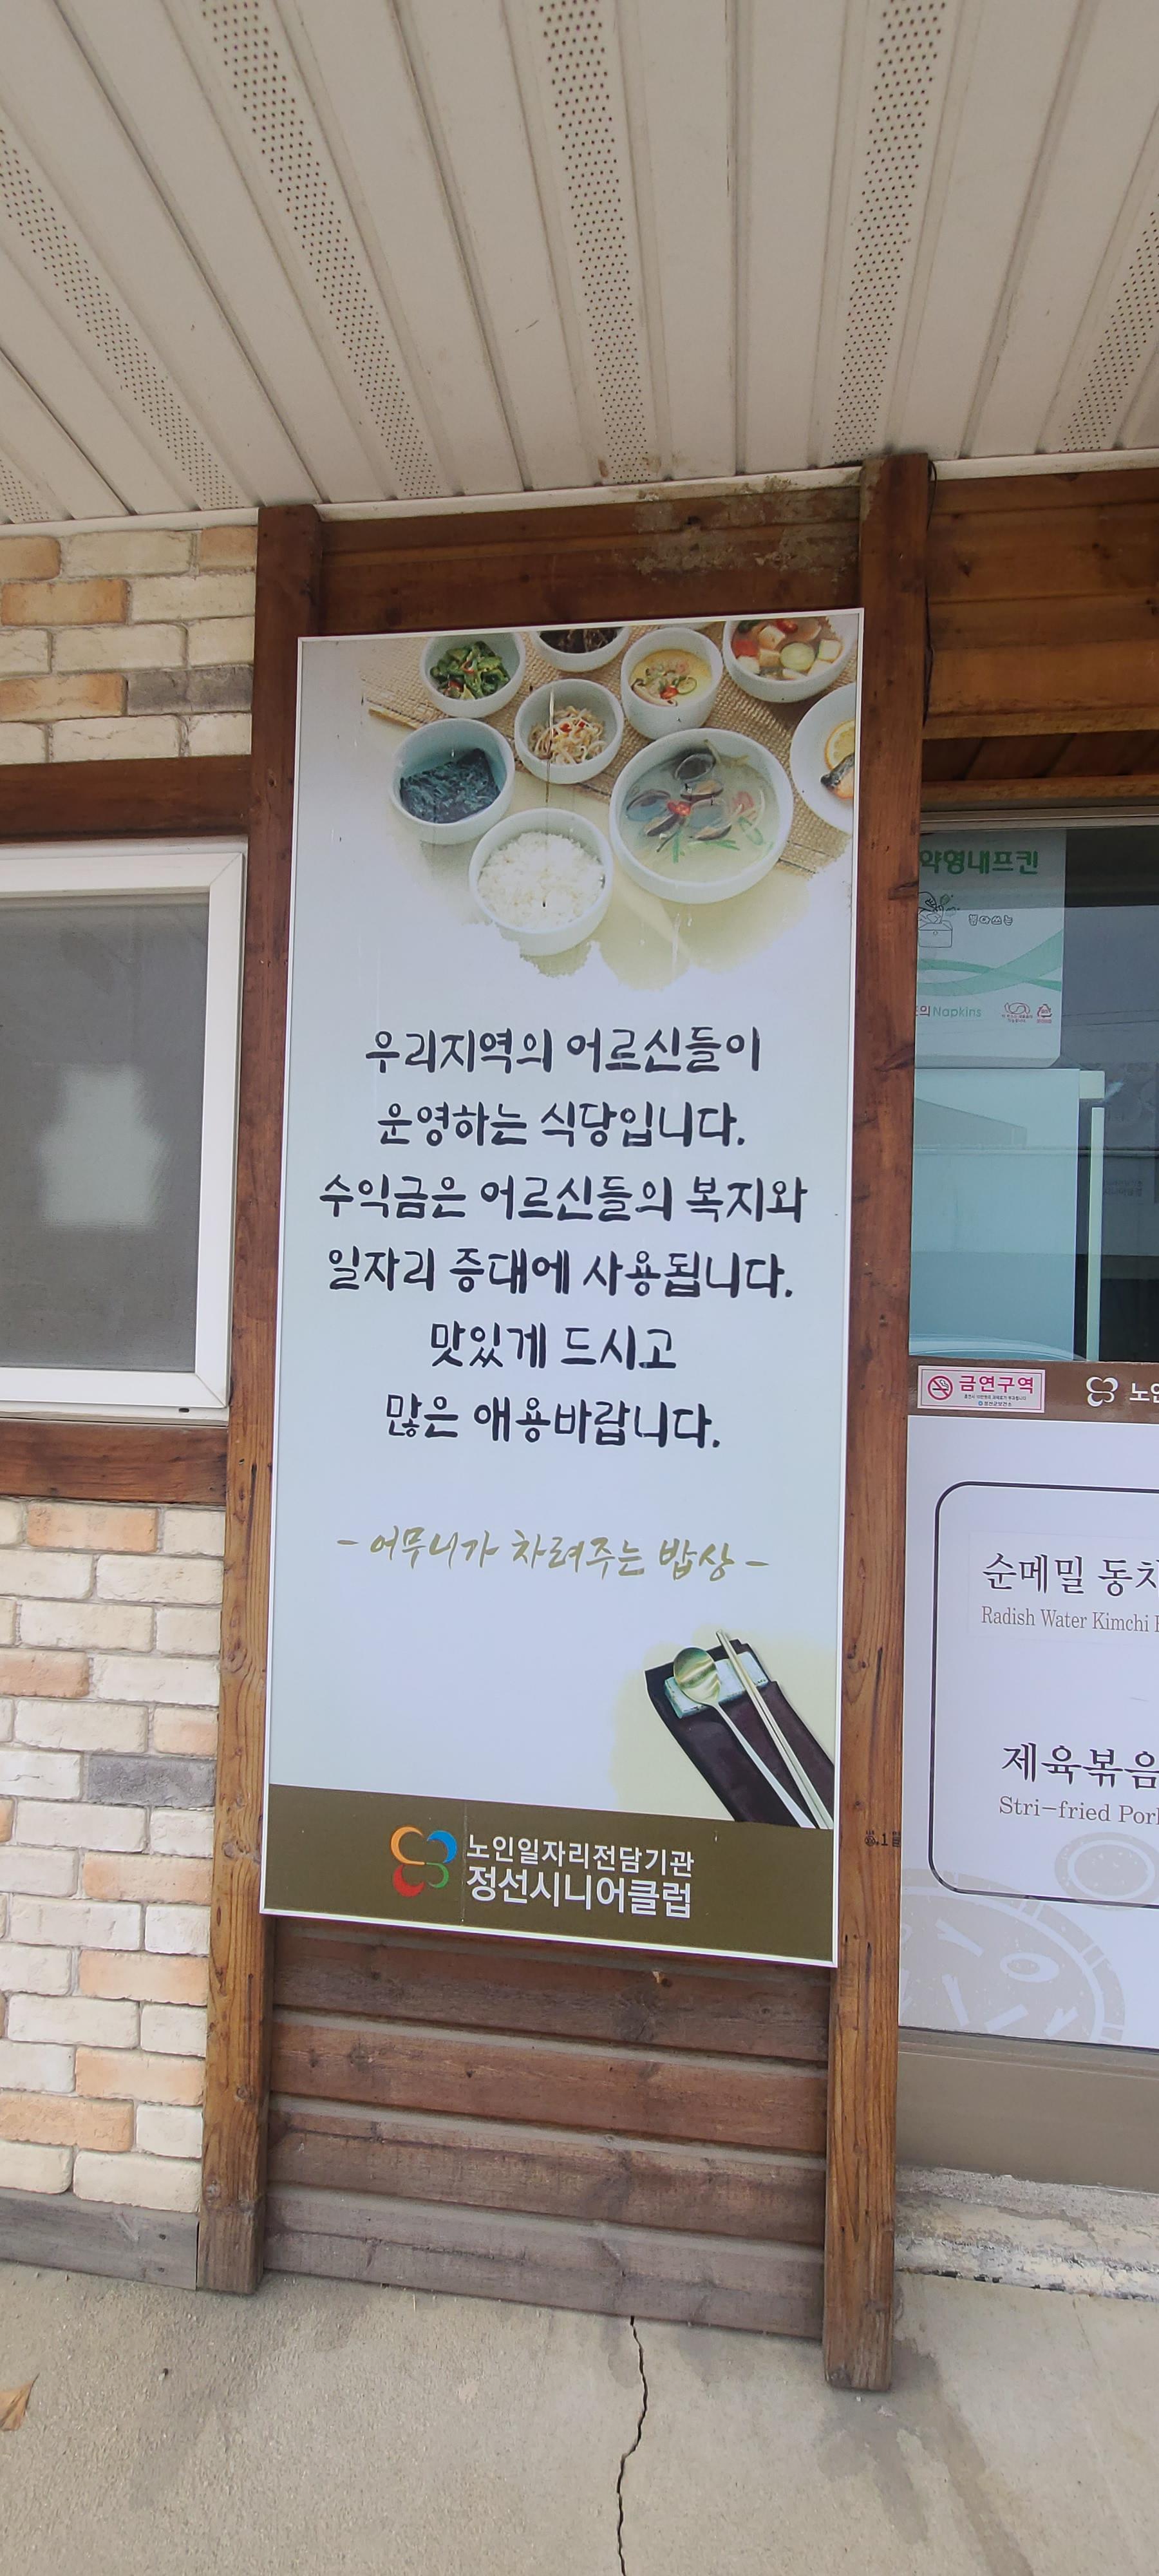 우리지역의 어르신들이
운영하는 식당입니다.
수익금은 어르신들의 복지와
일자리 증대에 사용됩니다.
맛있게 드시고
많은 애용바랍니다.
- 어무니가 차려주는 밥상 -
노인일자리전담기관
정선시니어클럽
약형내프킨
Napkins
금연구역
순메밀
Radish Water Kimchi
제육볶음
Stri-fried